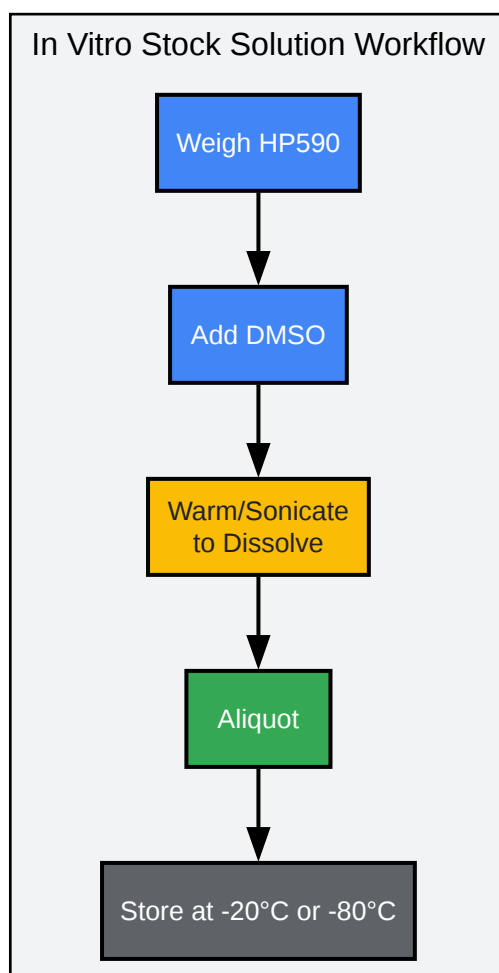 In Vitro Stock Solution Workflow
Weigh HP590
Add DMSO
Warm/Sonicate
to Dissolve
Aliquot
Store at -20°C or -80°C